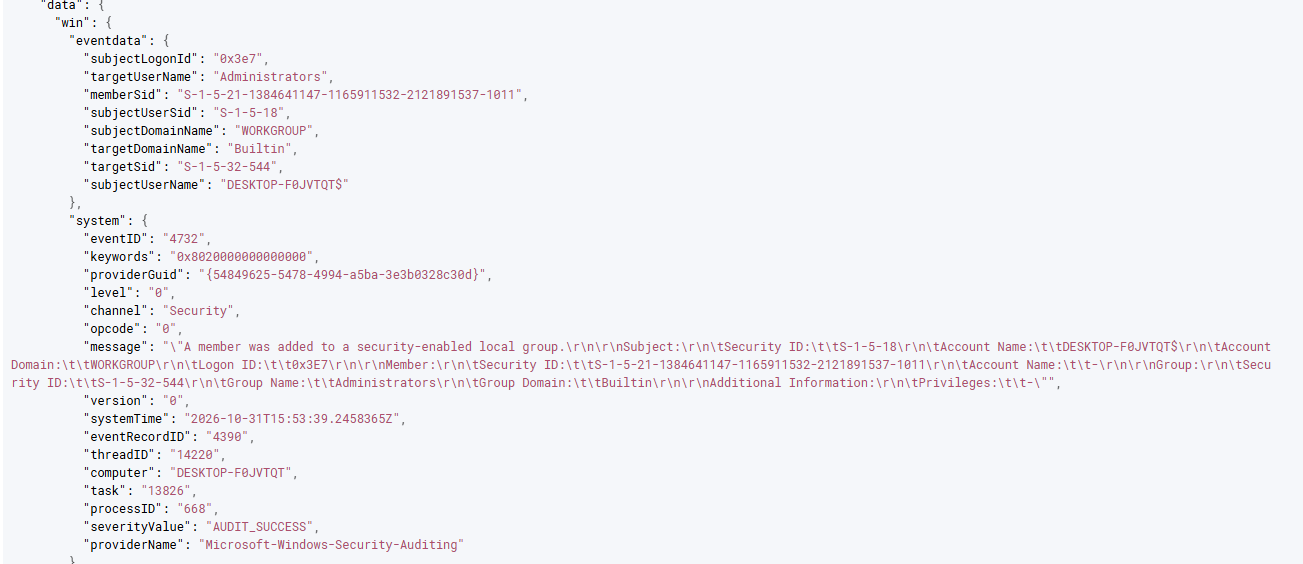 "data": {
"win": {
"eventdata": {
"subjectLogonId": "0x3e7",
"targetUserName": "Administrators",
"memberSid": "S-1-5-21-1384641147-1165911532-2121891537-1011",
"subjectUserSid": "S-1-5-18",
"subjectDomainName": "WORKGROUP",
"targetDomainName": "Builtin",
"targetSid": "S-1-5-32-544",
"subjectUserName": "DESKTOP-F0JVTQT$"
},
"system": {
"eventID": "4732",
"keywords": "0x8020000000000000",
"providerGuid": "{54849625-5478-4994-a5ba-3e3b0328c30d}",
"level": "0",
"channel": "Security",
"opcode": "0",
"message": "\"A member was added to a security-enabled local group.\r\n\r\nSubject:\r\n\tSecurity ID:\t\tS-1-5-18\r\n\tAccount Name:\t\tDESKTOP-F0JVTQT$\r\n\tAccount
Domain:\t\tWORKGROUP\r\n\tLogon ID:\t\t0x3E7\r\n\r\nMember:\r\n\tSecurity ID:\t\tS-1-5-21-1384641147-1165911532-2121891537-1011\r\n\tAccount Name:\t\t-\r\n\r\nGroup:\r\n\tSecu
rity ID:\t\tS-1-5-32-544\r\n\tGroup Name:\t\tAdministrators\r\n\tGroup Domain:\t\tBuiltin\r\n\r\nAdditional Information:\r\n\tPrivileges:\t\t-\"",
"version": "0",
"systemTime": "2026-10-31T15:53:39.2458365Z",
"eventRecordID": "4390",
"threadID": "14220",
"computer": "DESKTOP-F0JVTQT",
"task": "13826",
"processID": "668",
"severityValue": "AUDIT_SUCCESS",
"providerName": "Microsoft-Windows-Security-Auditing"
}